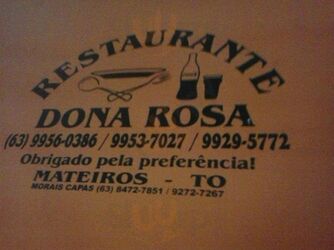 RESTAURANTE
DONA ROSA
(63) 9956-0386 / 9953-7027 / 9929-5772
Obrigado pela preferência!
MATEIROS - TO
MORAIS CAPAS (63) 8472-7851 / 9272-7267